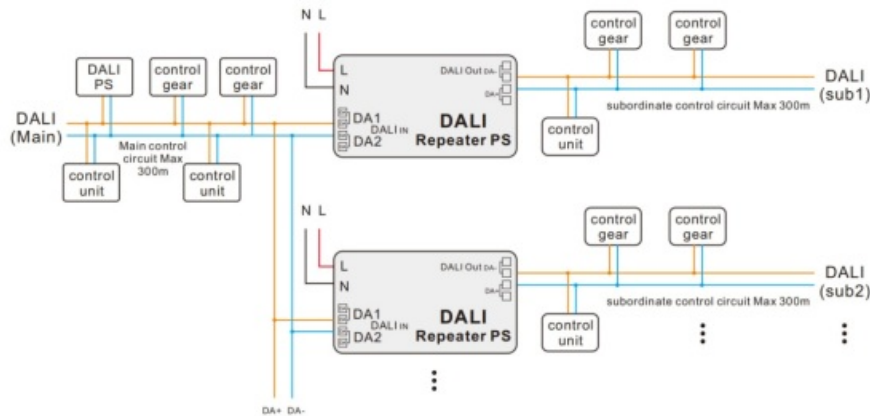 N L
control
gear
control
gear
DALI
PS
control
gear
control
gear
L
N
DALI Out DA-
DA+
DALI
(sub1)
subordinate control circuit Max 300m
DALI
(Main)
DA1
DALI IN
DA2
DALI
Repeater PS
Main control
circuit Max
300m
control
unit
control
unit
control
unit
N L
control
gear
control
gear
L
N
DALI Out DA-
DA+
DALI
(sub2)
subordinate control circuit Max 300m
DA1
DALI IN
DA2
DALI
Repeater PS
control
unit
DA+ DA-